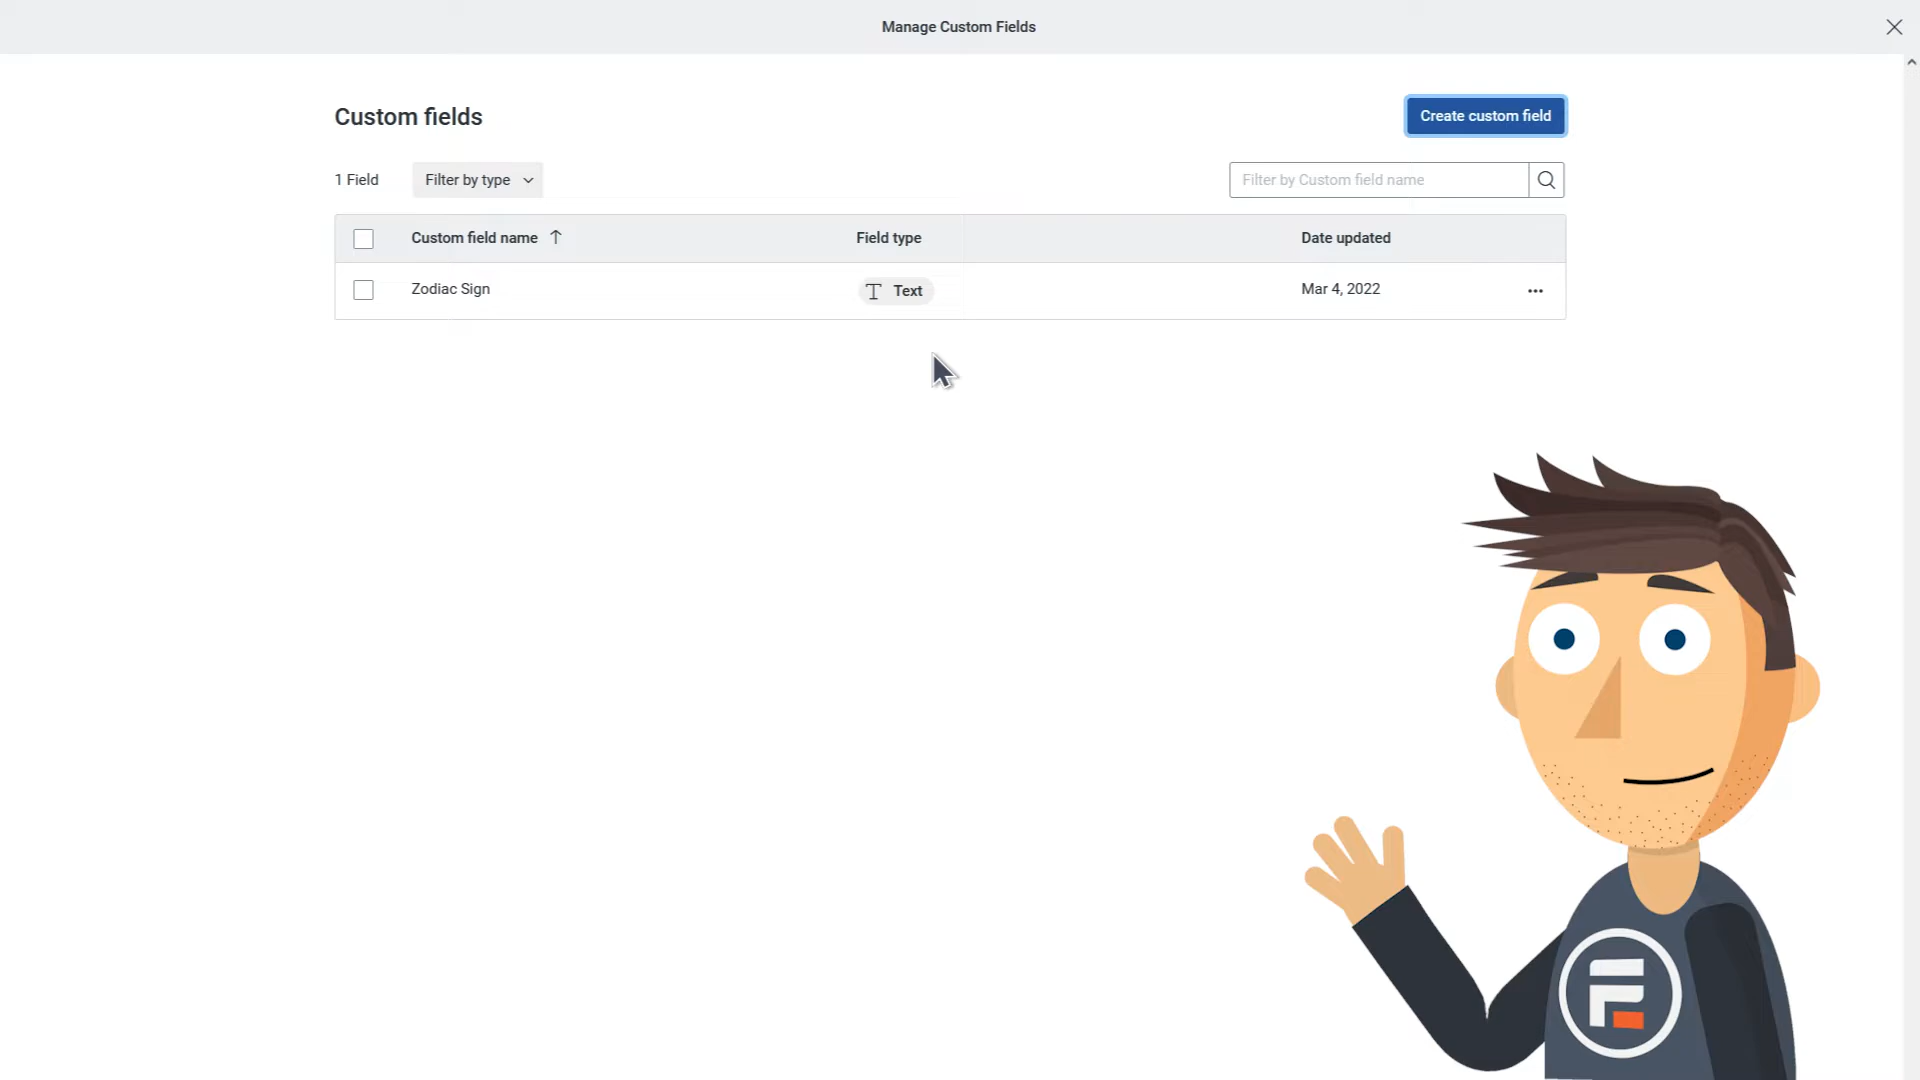 Manage Custom Fields
Custom fields
Create custom field
1 Field
Filter by type
Filter by Custom field name
Custom field name
Field type
Date updated
Zodiac Sign
Text
Mar 4, 2022